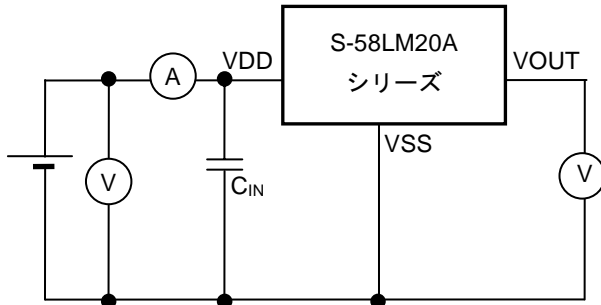 S-58LM20A
シリーズ
A
VDD
VOUT
VSS
V
CIN
V